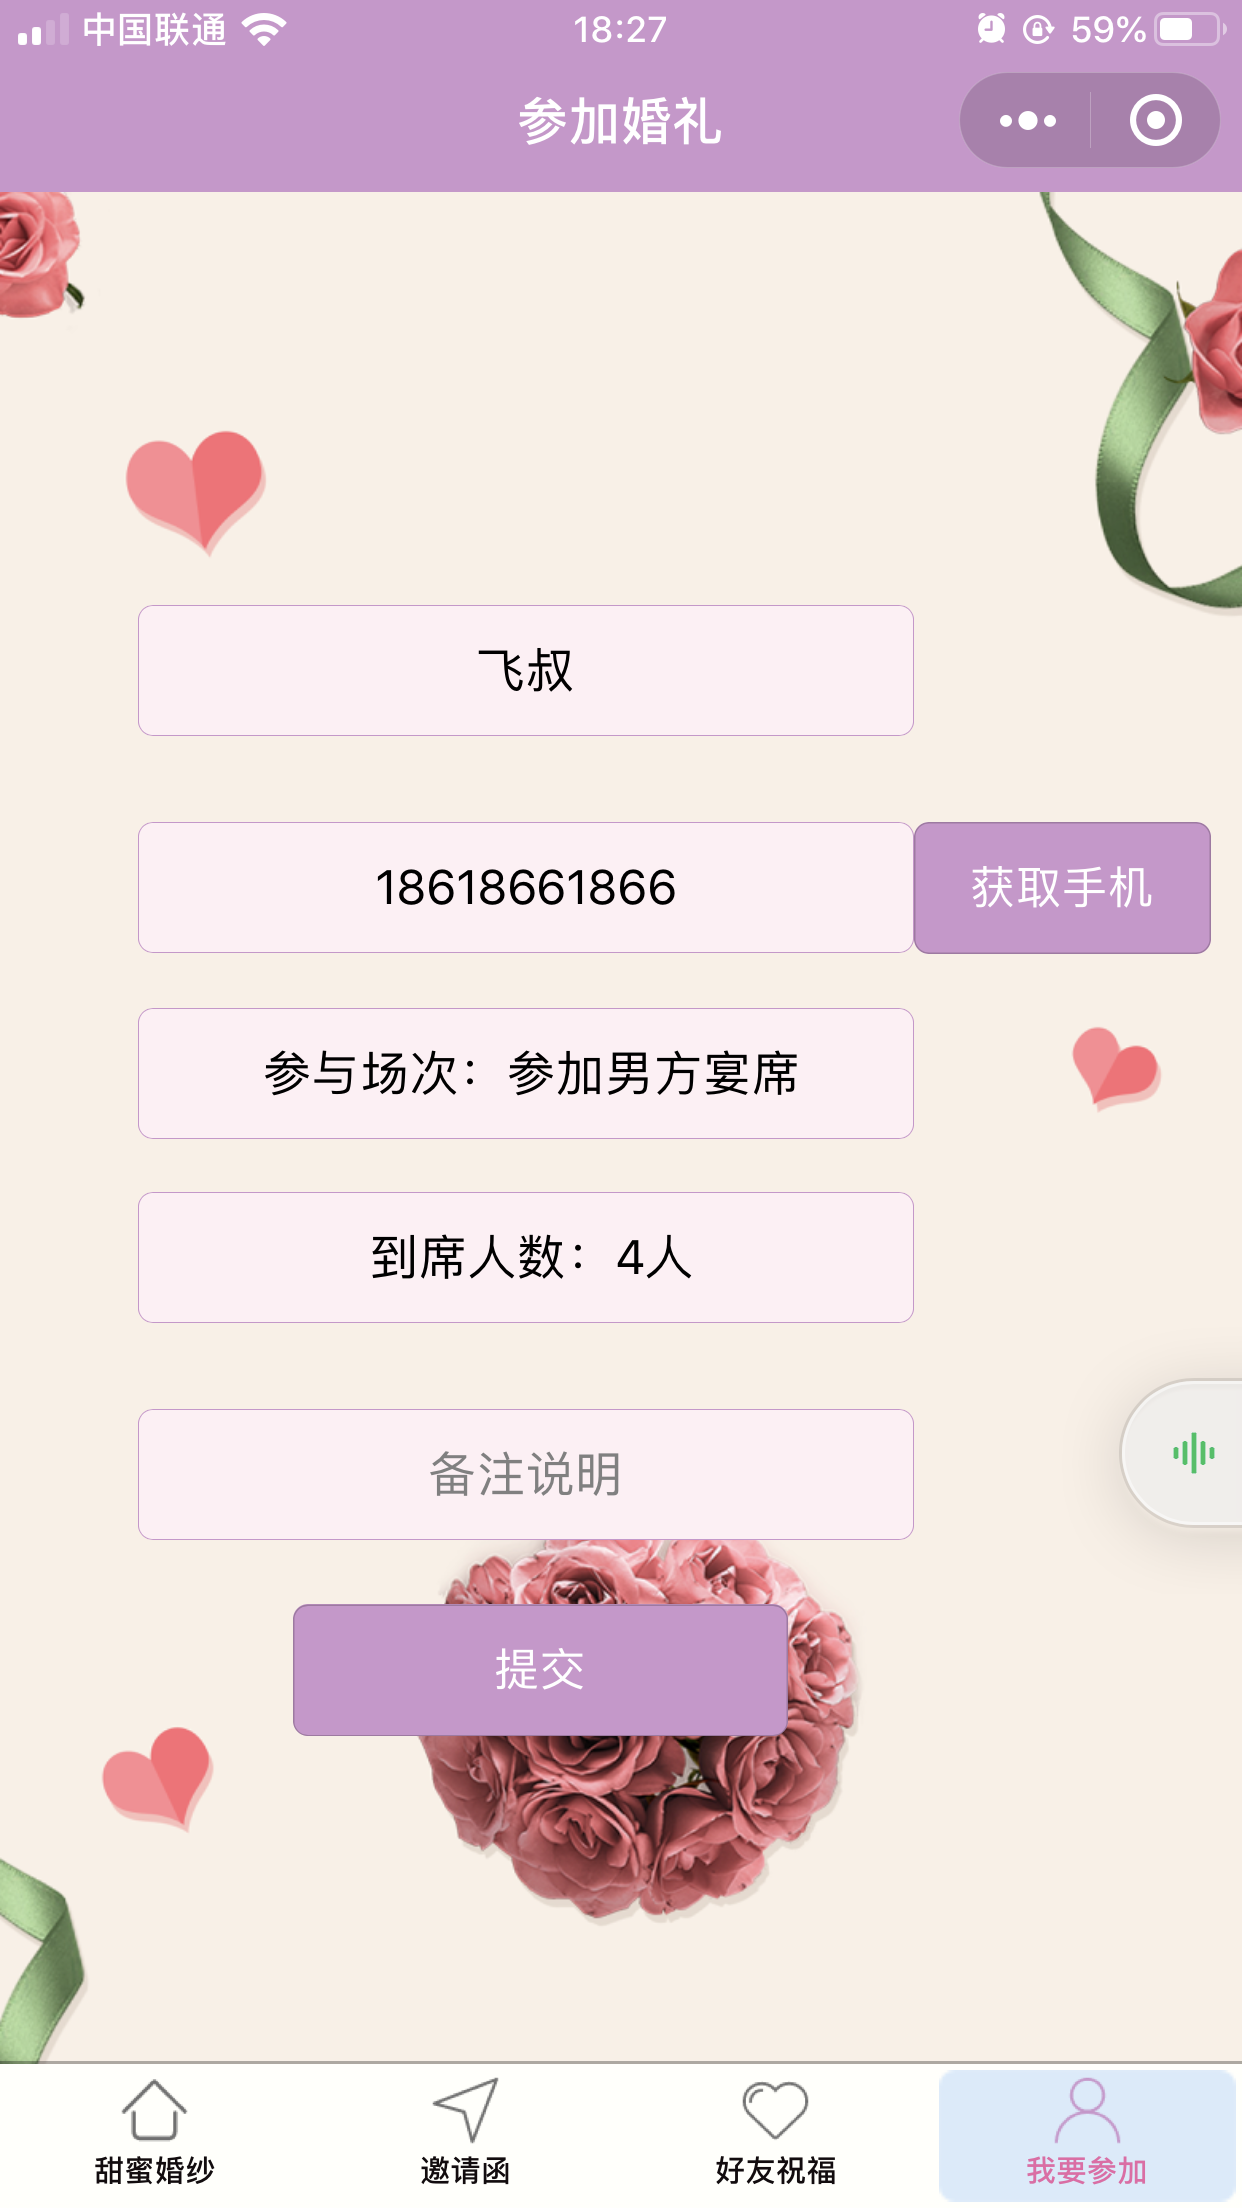 中国联通
18:27
59%
参加婚礼
飞叔
18618661866
获取手机
参与场次：参加男方宴席
到席人数：4人
备注说明
提交
甜蜜婚纱
邀请函
好友祝福
我要参加